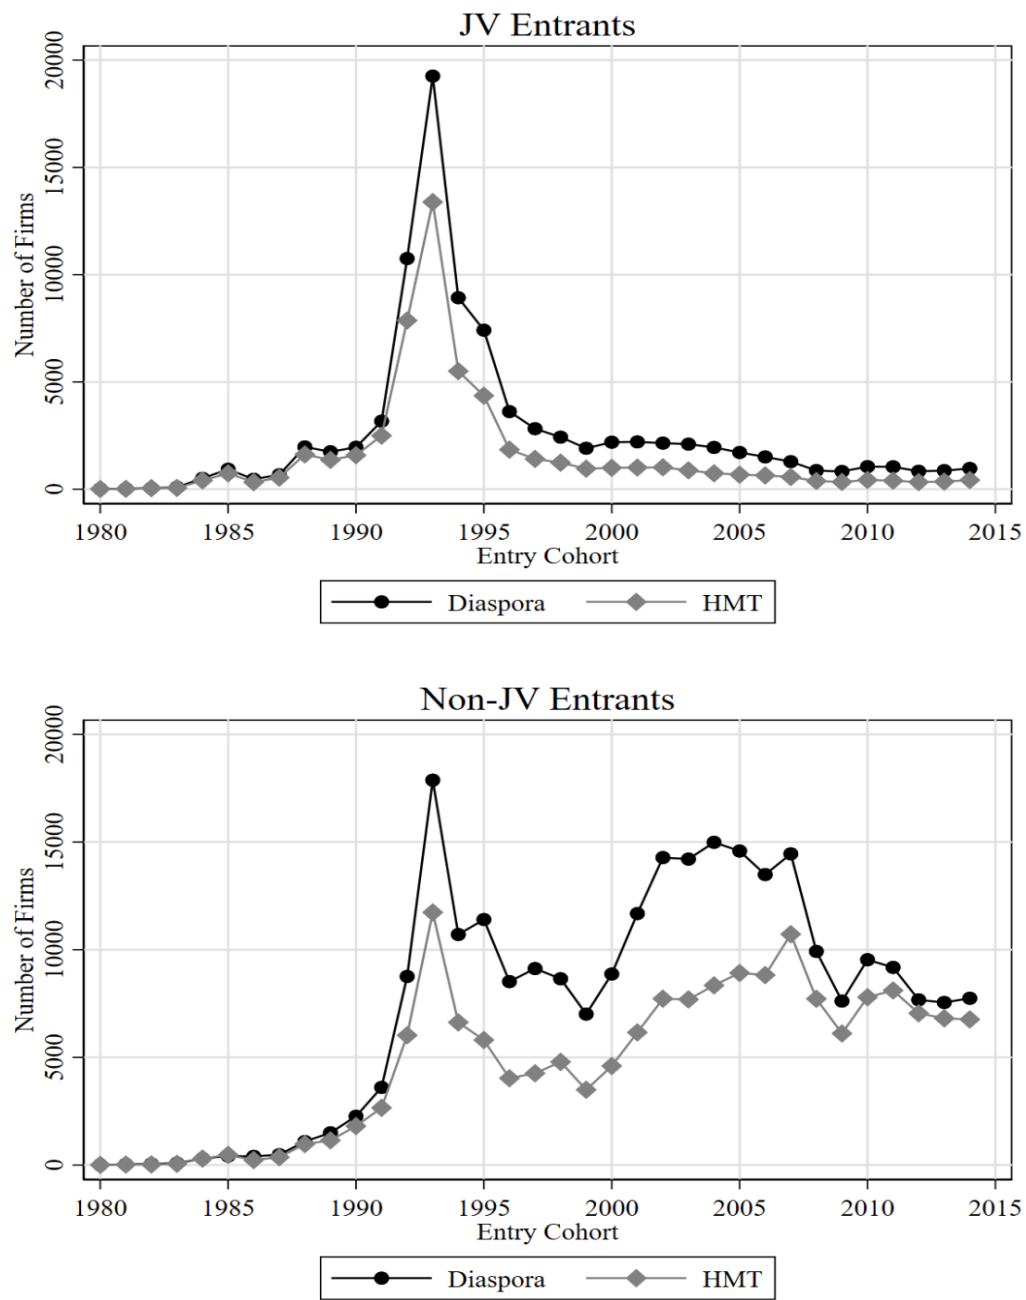 JV Entrants
Number of Firms
20000
15000
10000
5000
0
1980 1985 1990 1995 2000 2005 2010 2015
Entry Cohort
Diaspora HMT
Non-JV Entrants
Number of Firms
20000
15000
10000
5000
0
1980 1985 1990 1995 2000 2005 2010 2015
Entry Cohort
Diaspora HMT